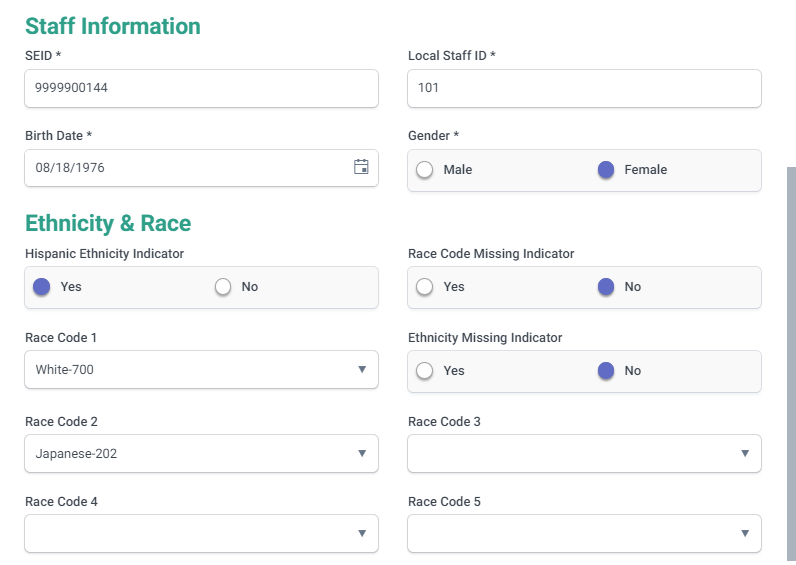 Staff Information
SEID * Local Staff ID *
9999900144 101
Birth Date * Gender *
08/18/1976 Male Female
Ethnicity & Race
Hispanic Ethnicity Indicator Race Code Missing Indicator
Yes No Yes No
Race Code 1 Ethnicity Missing Indicator
White-700 Yes No
Race Code 2 Race Code 3
Japanese-202
Race Code 4 Race Code 5